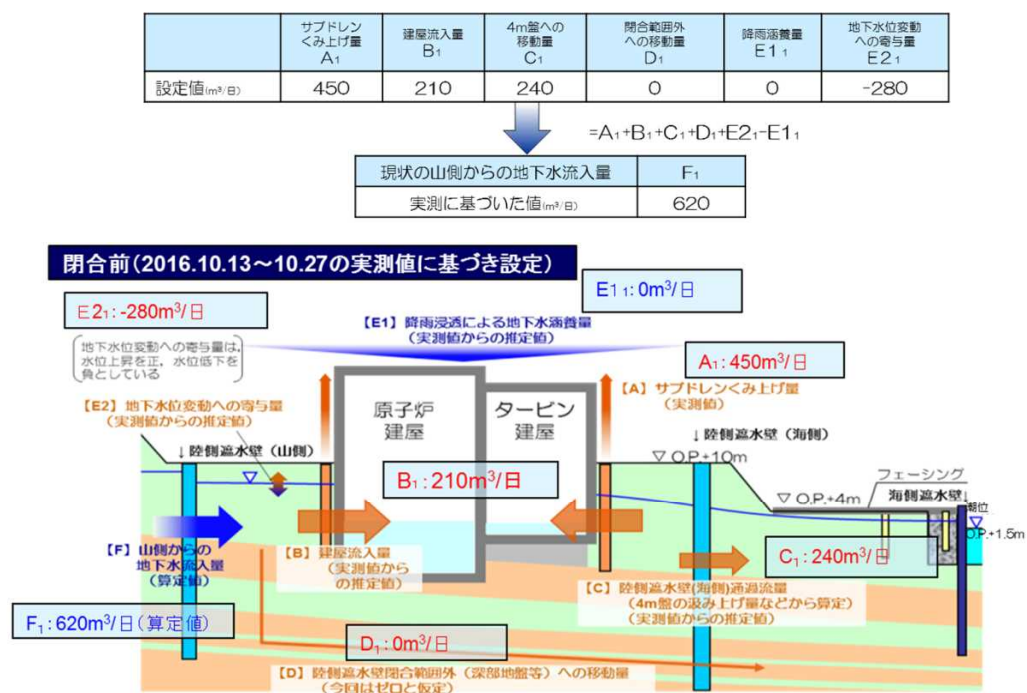 サブドレン
くみ上げ量
A₁
建屋流入量
B₁
4m盤への
移動量
C₁
閉合範囲外
への移動量
D₁
降雨涵養量
E1₁
地下水位変動
への寄与量
E2₁
設定値(m³/日)
450
210
240
0
0
-280
=A₁+B₁+C₁+D₁+E2₁-E1₁
現状の山側からの地下水流入量
F₁
実測に基づいた値(m³/日)
620
閉合前(2016.10.13～10.27の実測値に基づき設定)
E1₁:0m³/日
E2₁:-280m³/日
【E1】降雨浸透による地下水涵養量
(実測値からの推定値)
地下水位変動への寄与量は,
水位上昇を正,水位低下を
負としている
A₁:450m³/日
【A】サブドレンくみ上げ量
(実測値)
【E2】地下水位変動への寄与量
(実測値からの推定値)
原子炉
建屋
タービン
建屋
↓陸側遮水壁(山側)
↓陸側遮水壁(海側)
▽O.P.+10m
フェーシング
海側遮水壁↓
▽O.P.+4m
潮位
O.P.+1.5m
B₁:210m³/日
【F】山側からの
地下水流入量
(算定値)
【B】建屋流入量
(実測値から
の推定値)
C₁:240m³/日
【C】陸側遮水壁(海側)通過流量
(4m盤の汲み上げ量などから算定)
(実測値からの推定値)
F₁:620m³/日(算定値)
D₁:0m³/日
【D】陸側遮水壁閉合範囲外(深部地盤等)への移動量
(今回はゼロと仮定)